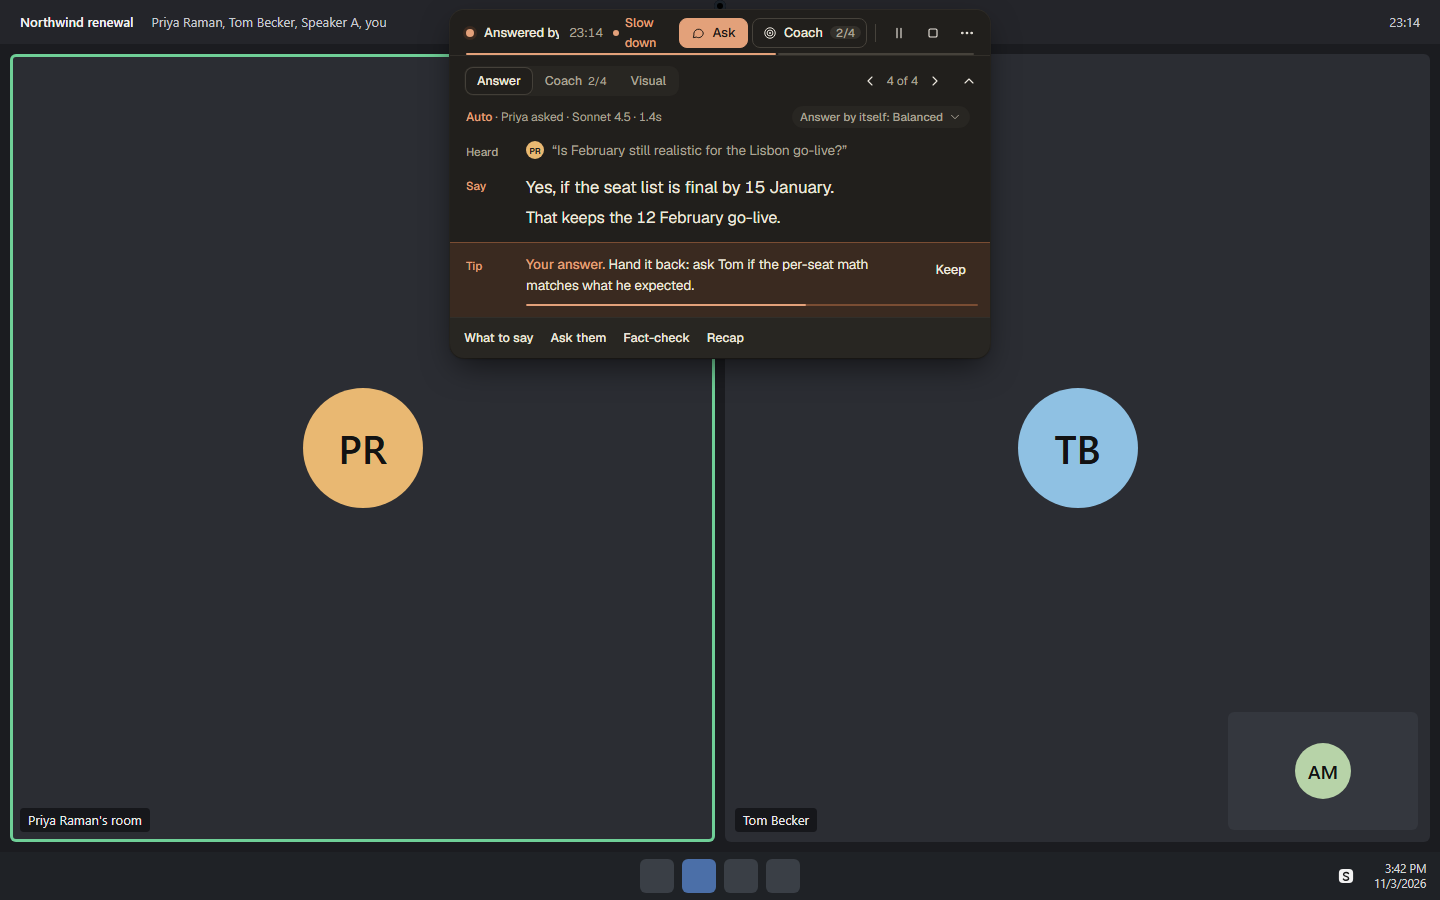 Northwind renewal Priya Raman, Tom Becker, Speaker A, you
23:14
Answered by 23:14 Slow down Ask Coach 2/4
Answer Coach 2/4 Visual 4 of 4
Auto · Priya asked · Sonnet 4.5 · 1.4s Answer by itself: Balanced
Heard PR “Is February still realistic for the Lisbon go-live?”
Say Yes, if the seat list is final by 15 January.
That keeps the 12 February go-live.
Tip Your answer. Hand it back: ask Tom if the per-seat math
matches what he expected.
Keep
What to say Ask them Fact-check Recap
PR
TB
AM
Priya Raman's room
Tom Becker
S
3:42 PM
11/3/2026